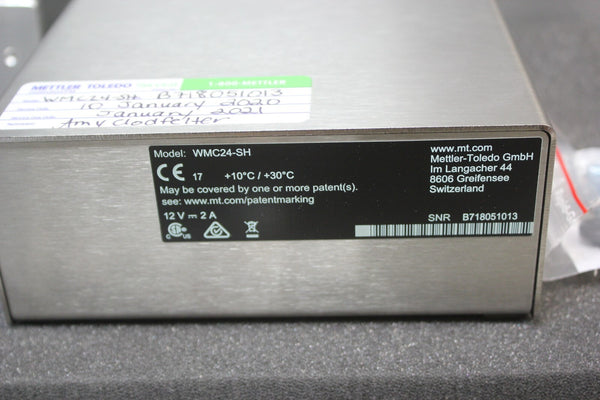 METTLER TOLEDO 1-800-METTLER
WMC24-SH B718051013
10 January 2020
January 2021
Amy Clodfelter
Model: WMC24-SH
CE 17 +10°C / +30°C
May be covered by one or more patent(s).
see: www.mt.com/patentmarking
12 V ⎓ 2 A
www.mt.com
Mettler-Toledo GmbH
Im Langacher 44
8606 Greifensee
Switzerland
SNR B718051013